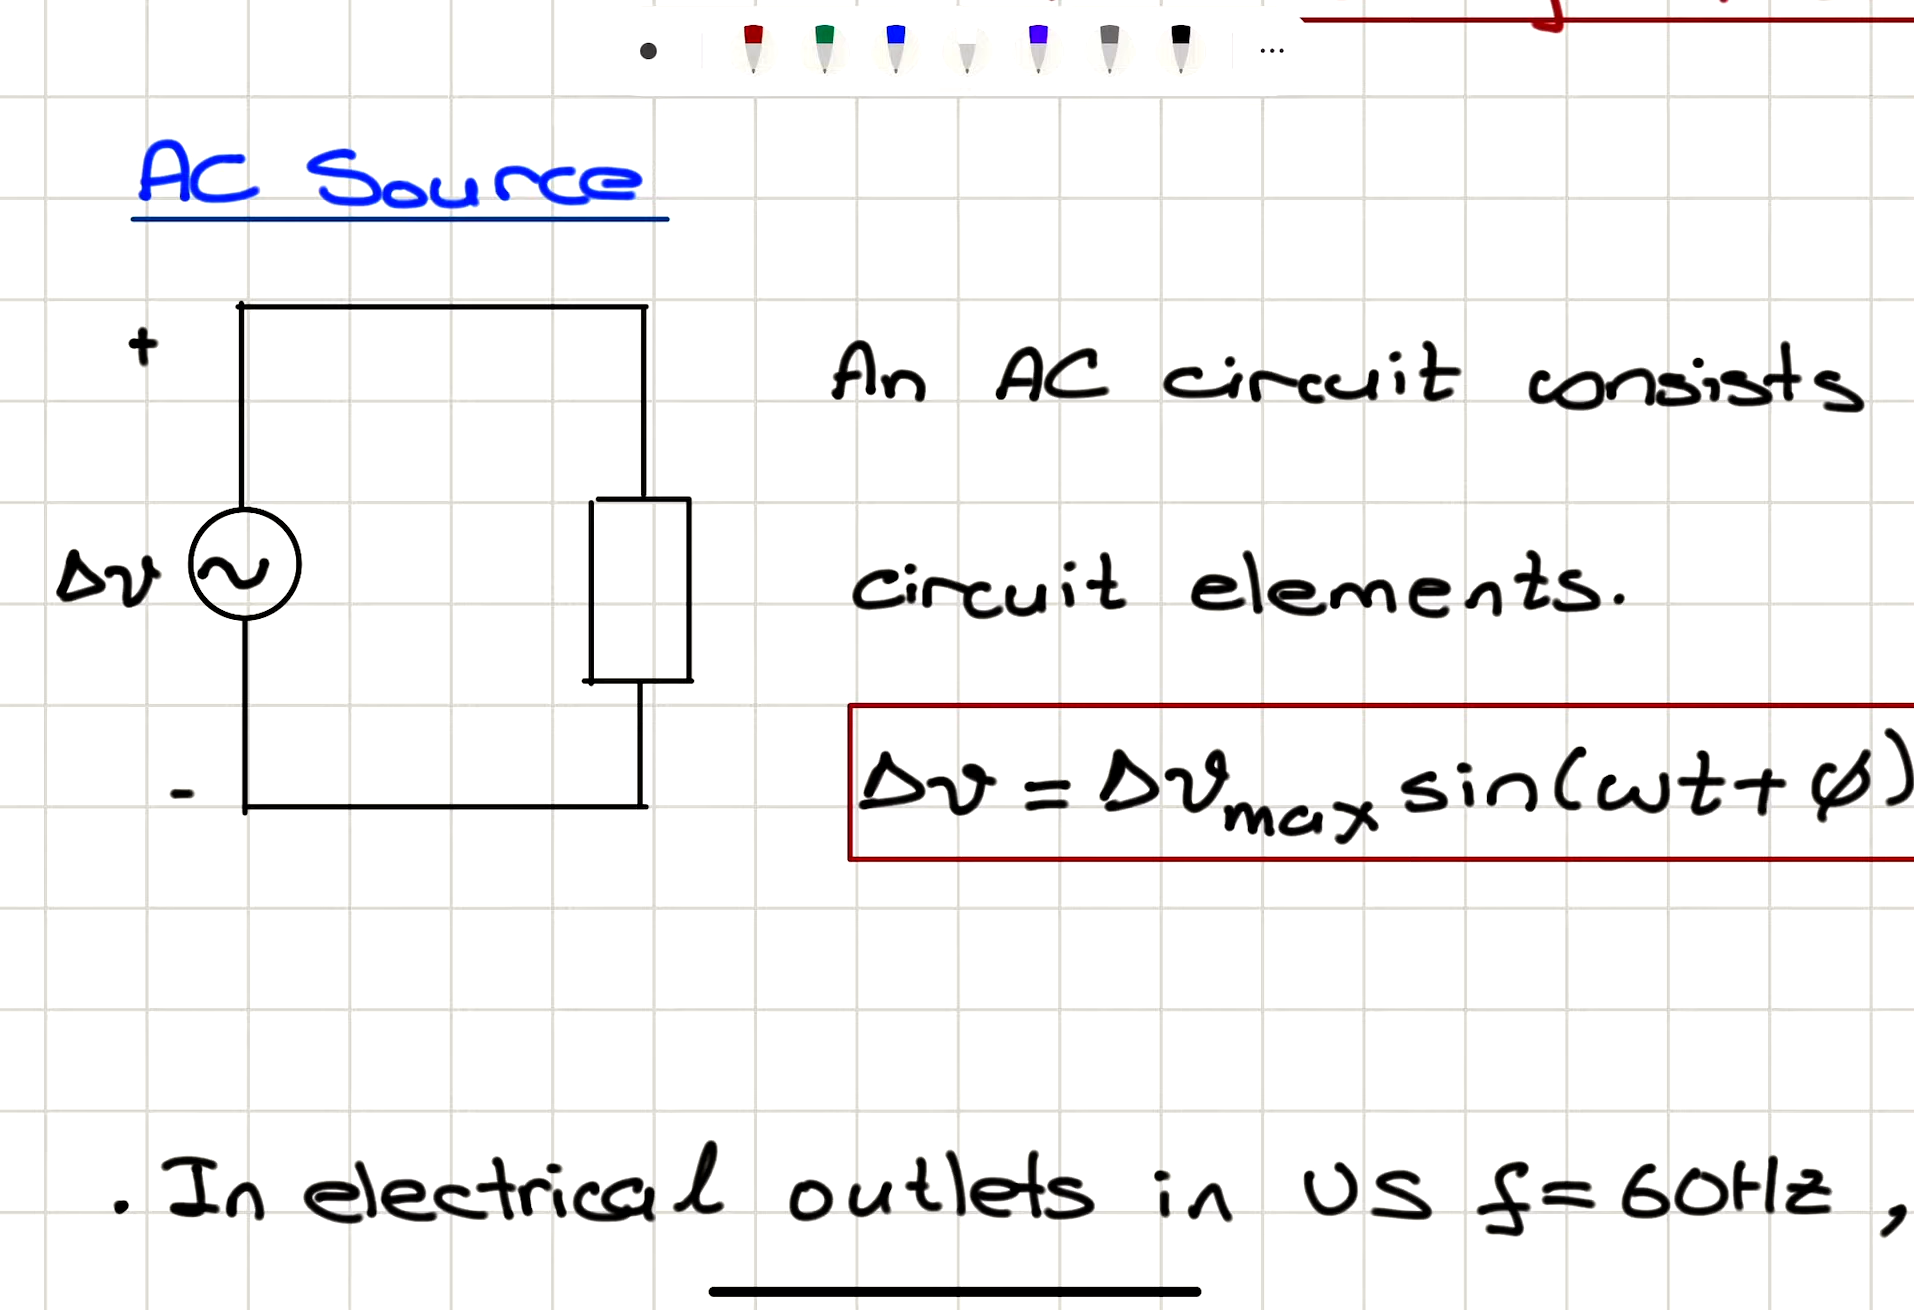 AC Source
+
An AC circuit consists
Δv
circuit elements.
-
Δv = Δv_max sin(ωt + φ)
. In electrical outlets in US f = 60Hz ,